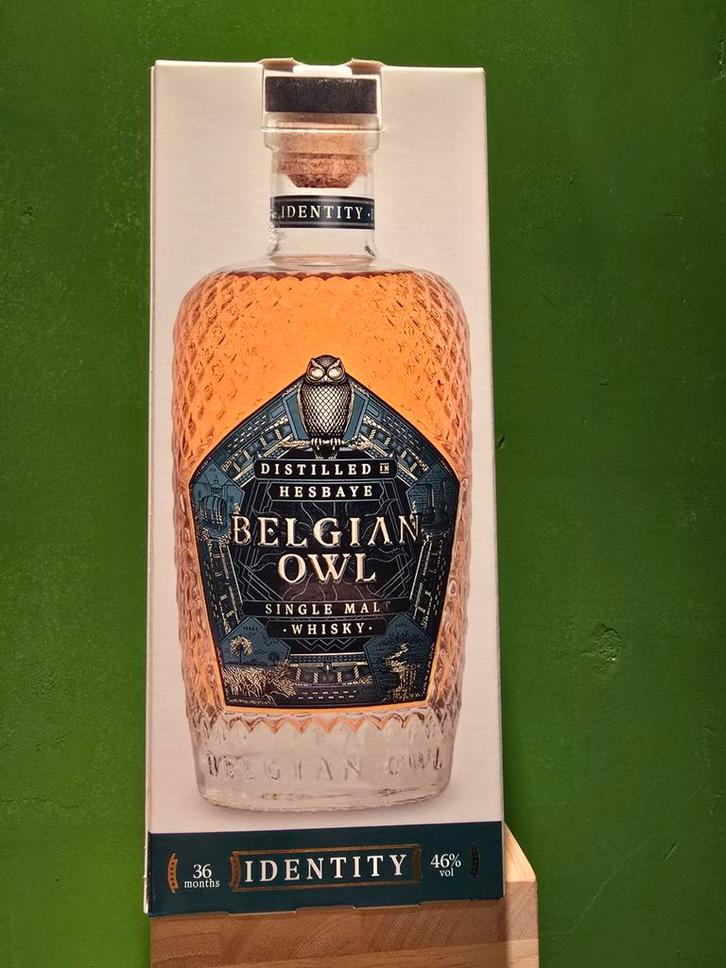 IDENTITY
DISTILLED IN
HESBAYE
BELGIAN
OWL
SINGLE MALT
WHISKY
BELGIAN OWL
36
months
IDENTITY
46%
vol